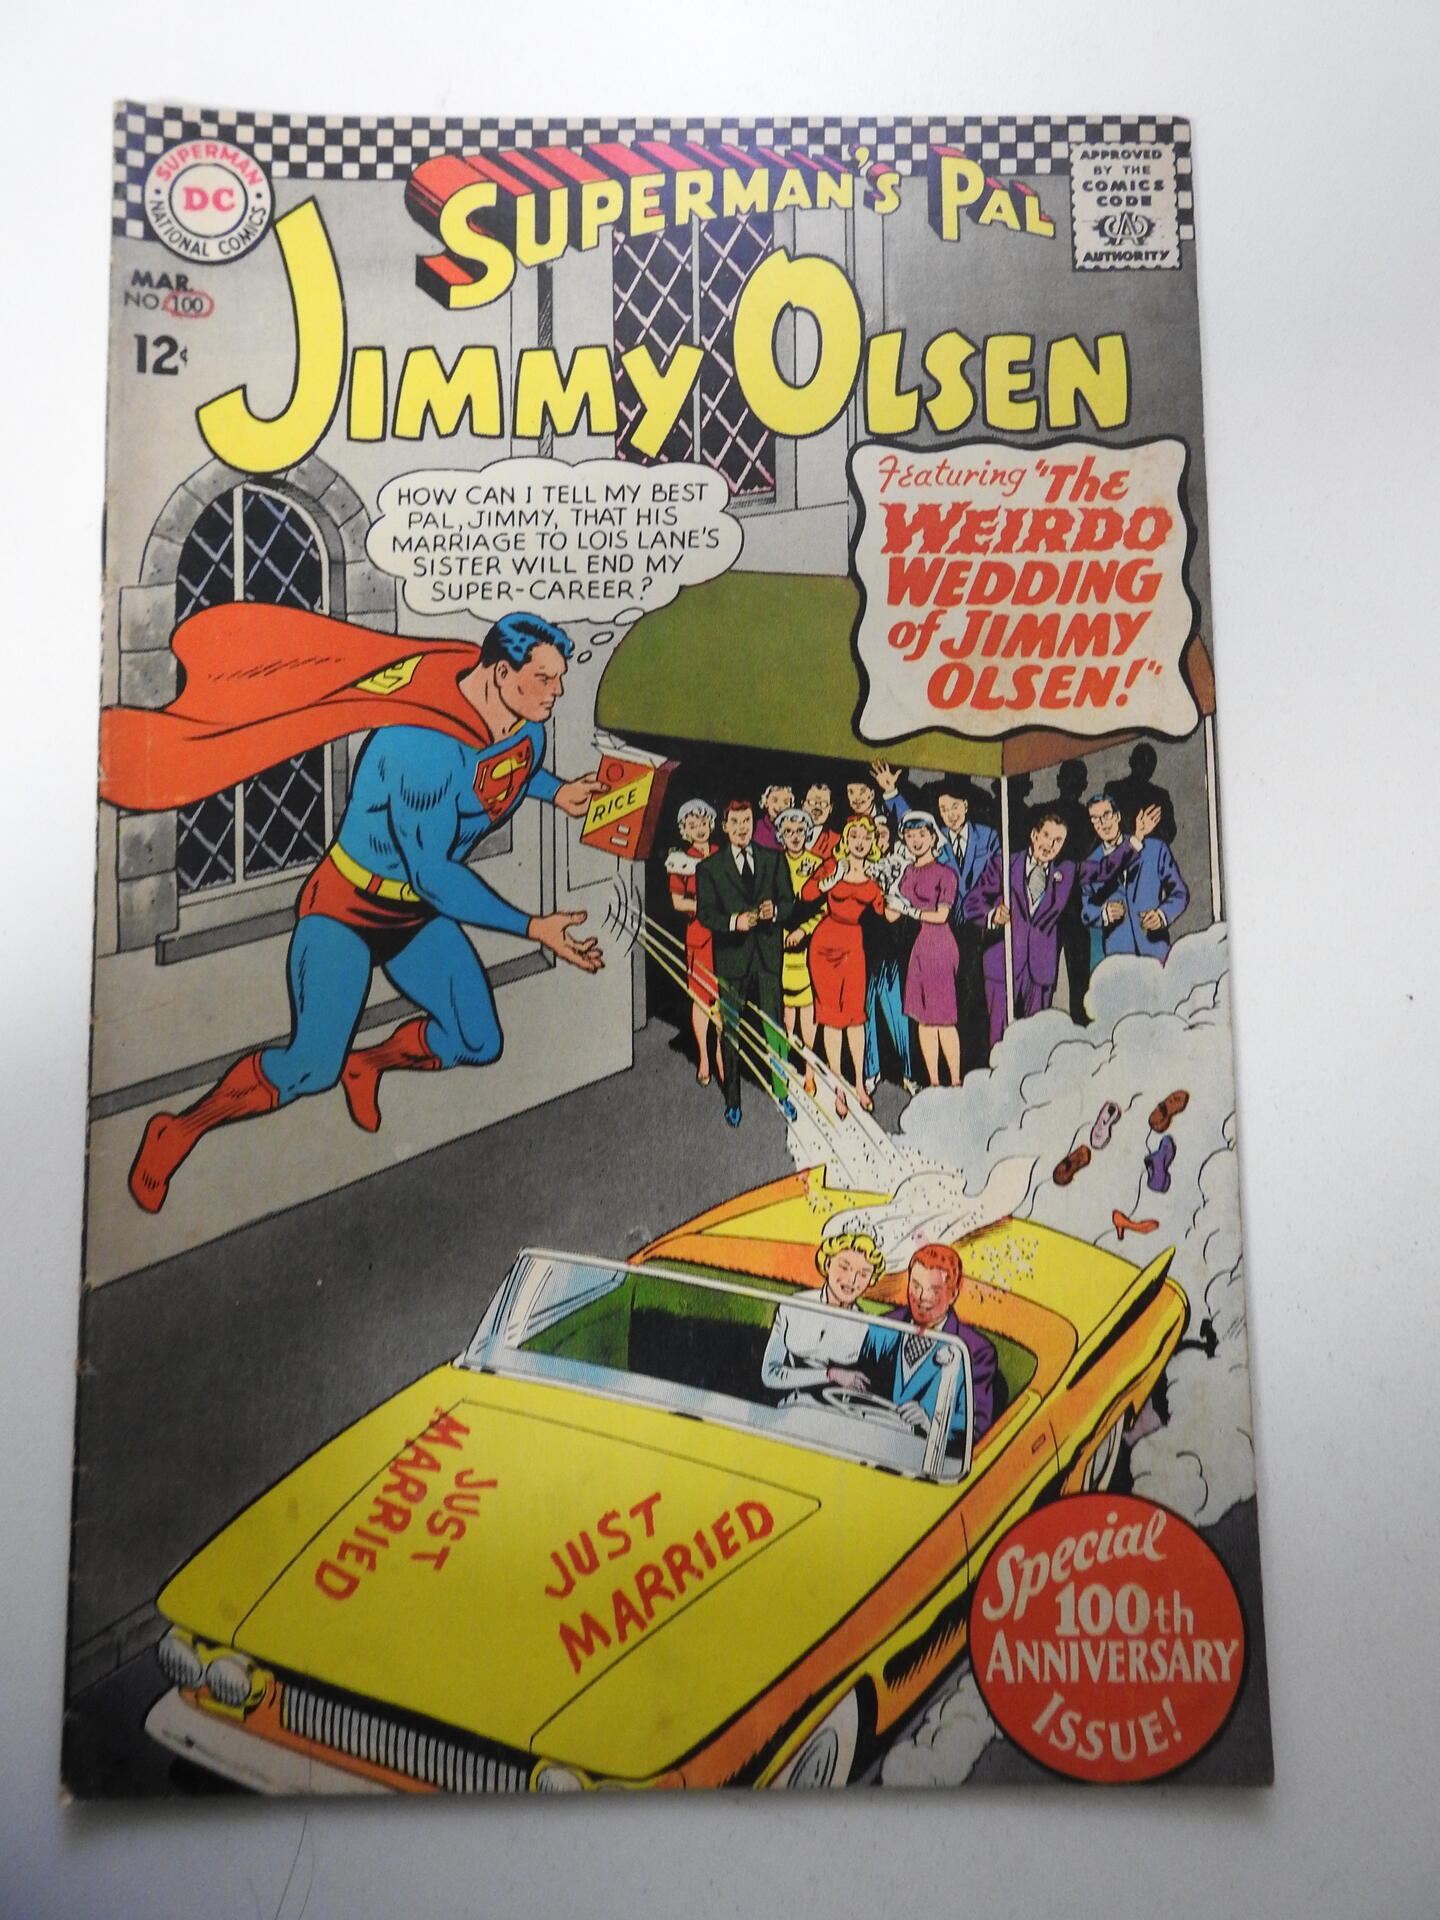 SUPERMAN
DC
NATIONAL COMICS
SUPERMAN'S PAL
JIMMY OLSEN
APPROVED
BY THE
COMICS
CODE
CA
AUTHORITY
MAR.
NO. 100
12¢
HOW CAN I TELL MY BEST
PAL, JIMMY, THAT HIS
MARRIAGE TO LOIS LANE'S
SISTER WILL END MY
SUPER-CAREER?
Featuring "The
WEIRDO
WEDDING
of JIMMY
OLSEN!"
S
S
RICE
JUST
MARRIED
JUST
MARRIED
Special
100th
ANNIVERSARY
ISSUE!